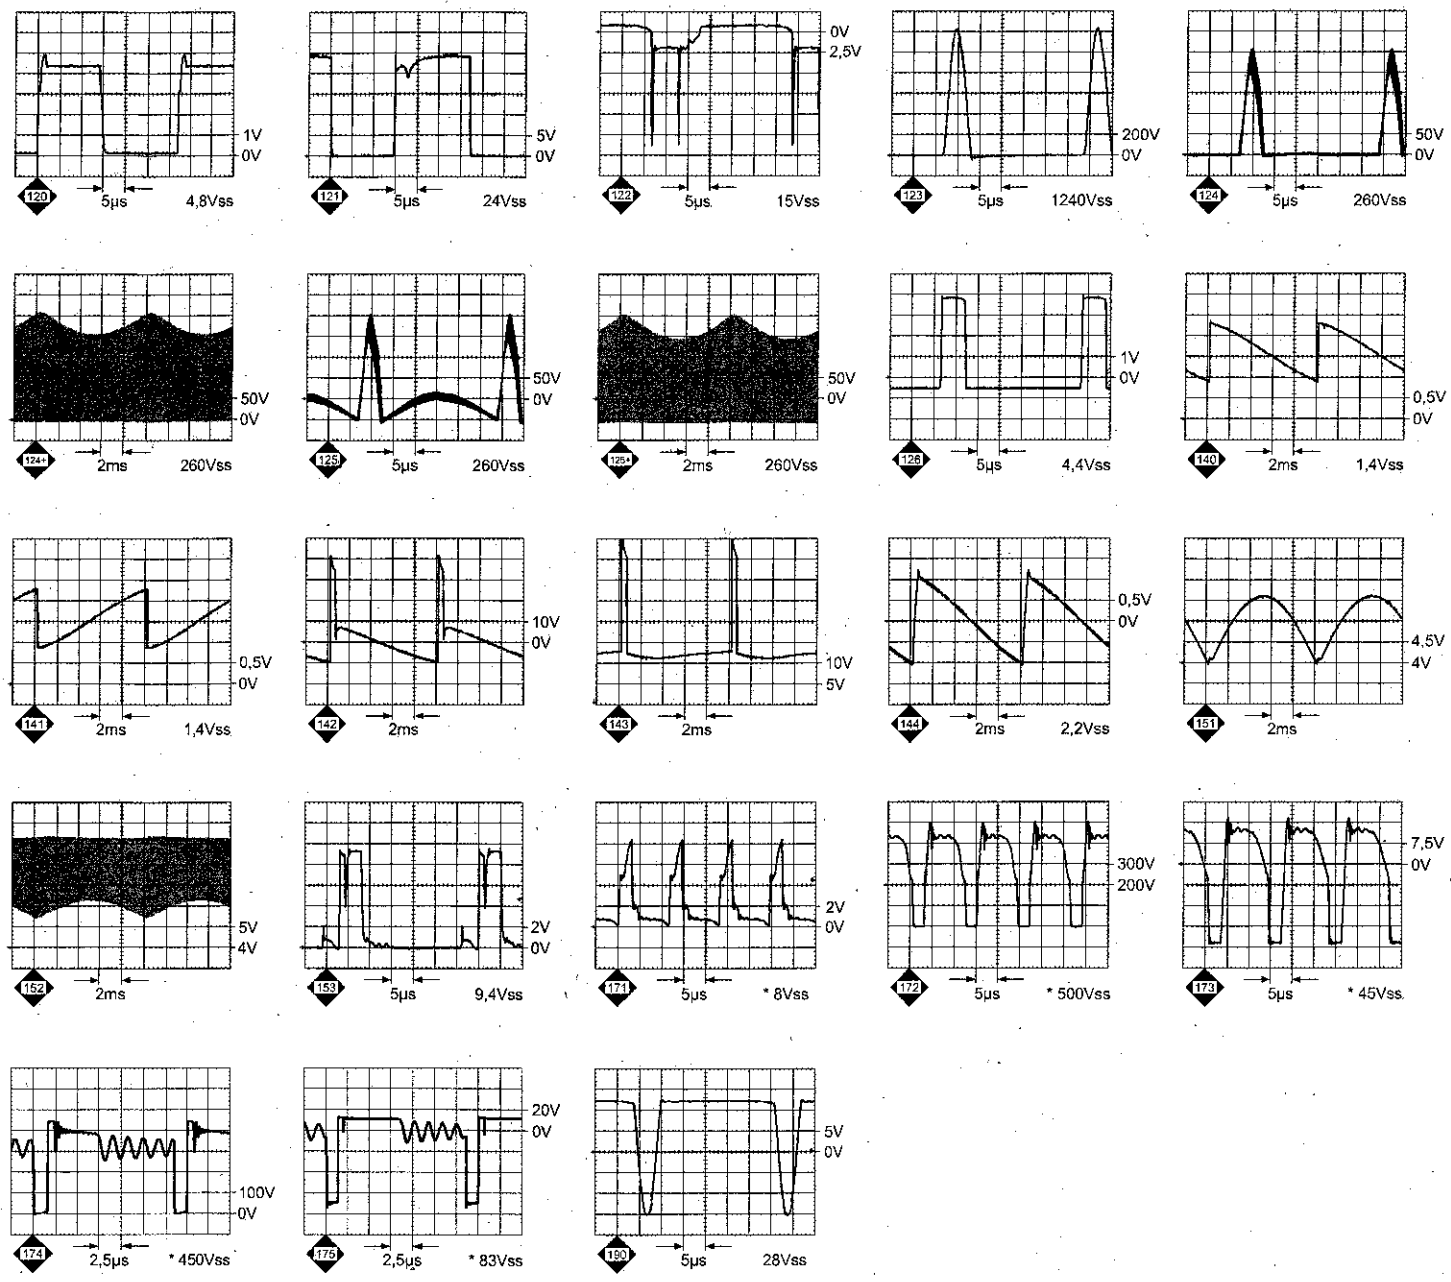 1V
0V
120 5µs 4,8Vss
5V
0V
121 5µs 24Vss
0V
2,5V
122 5µs 15Vss
200V
0V
123 5µs 1240Vss
50V
0V
124 5µs 260Vss
50V
0V
124+ 2ms 260Vss
50V
0V
125 5µs 260Vss
50V
0V
125+ 2ms 260Vss
1V
0V
126 5µs 4,4Vss
0,5V
0V
140 2ms 1,4Vss
0,5V
0V
141 2ms 1,4Vss
10V
0V
142 2ms
10V
5V
143 2ms
0,5V
0V
144 2ms 2,2Vss
4,5V
4V
151 2ms
5V
4V
152 2ms
2V
0V
153 5µs 9,4Vss
2V
0V
171 5µs * 8Vss
300V
200V
172 5µs * 500Vss
7,5V
0V
173 5µs * 45Vss
100V
0V
174 2,5µs * 450Vss
20V
0V
175 2,5µs * 83Vss
5V
0V
190 5µs 28Vss